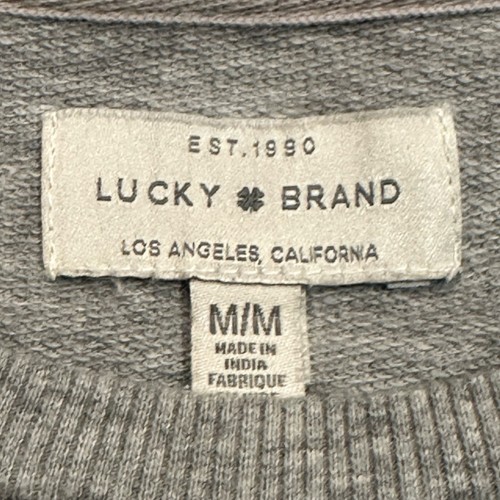 EST. 1990
LUCKY BRAND
LOS ANGELES, CALIFORNIA
M/M
MADE IN
INDIA
FABRIQUE